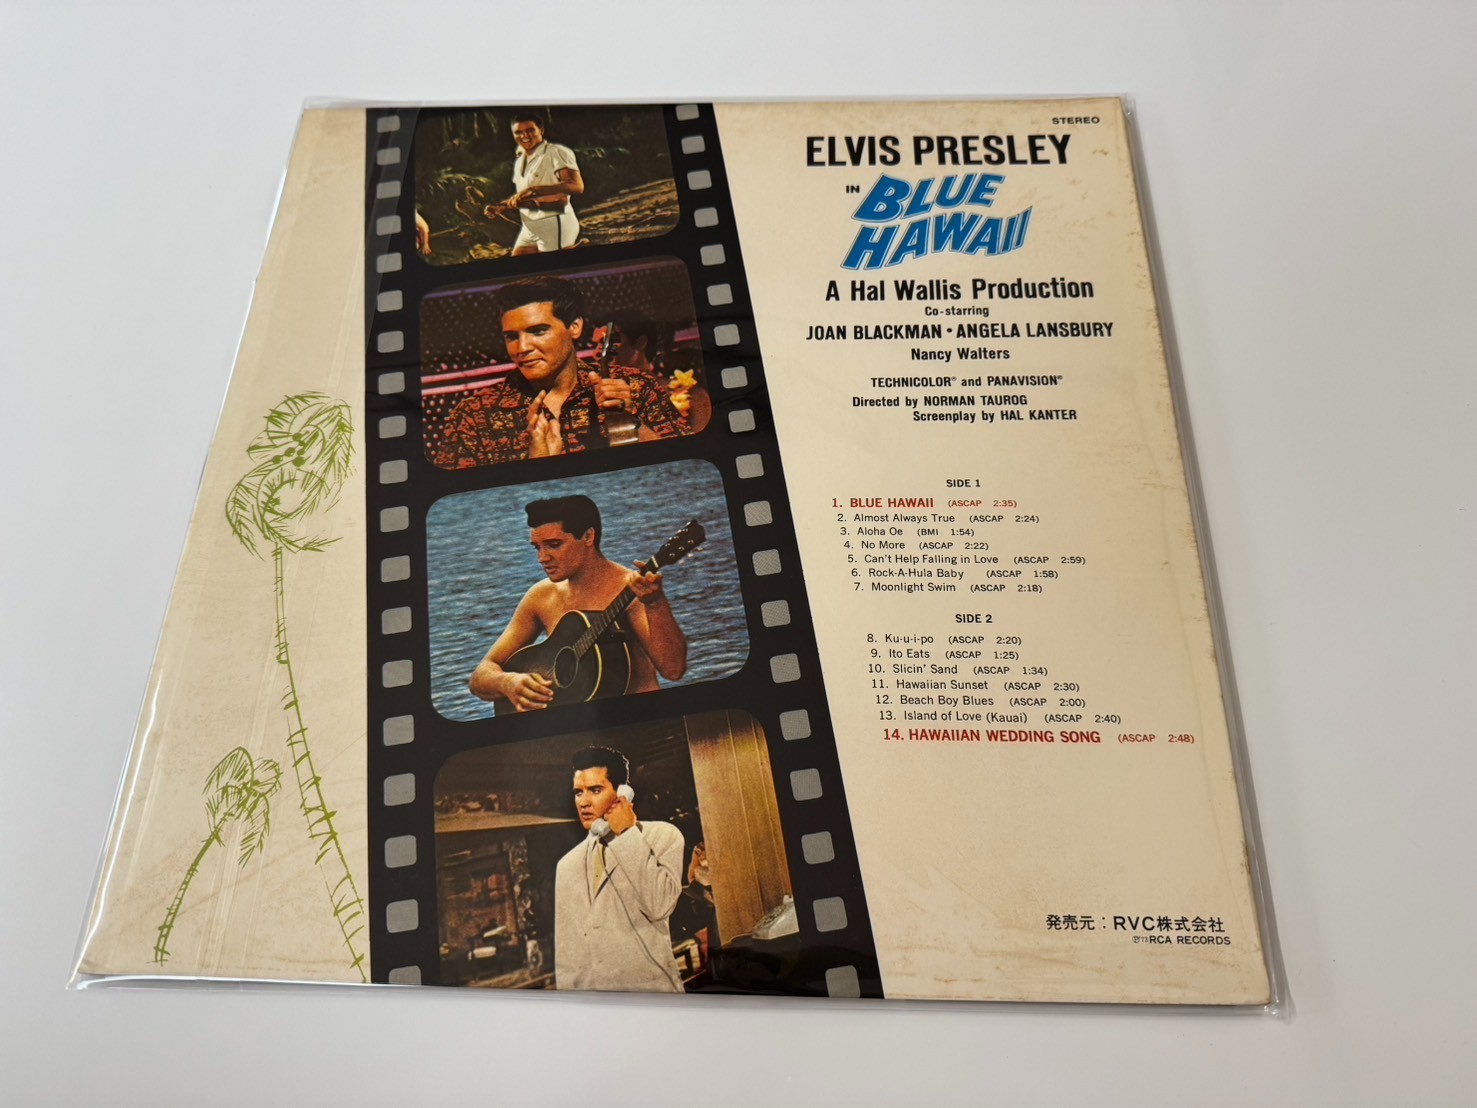 STEREO
ELVIS PRESLEY
IN BLUE
HAWAII
A Hal Wallis Production
Co-starring
JOAN BLACKMAN • ANGELA LANSBURY
Nancy Walters
TECHNICOLOR® and PANAVISION®
Directed by NORMAN TAUROG
Screenplay by HAL KANTER
SIDE 1
1. BLUE HAWAII (ASCAP 2:35)
2. Almost Always True (ASCAP 2:24)
3. Aloha Oe (BMI 1:54)
4. No More (ASCAP 2:22)
5. Can't Help Falling in Love (ASCAP 2:59)
6. Rock-A-Hula Baby (ASCAP 1:58)
7. Moonlight Swim (ASCAP 2:18)
SIDE 2
8. Ku-u-i-po (ASCAP 2:20)
9. Ito Eats (ASCAP 1:25)
10. Slicin' Sand (ASCAP 1:34)
11. Hawaiian Sunset (ASCAP 2:30)
12. Beach Boy Blues (ASCAP 2:00)
13. Island of Love (Kauai) (ASCAP 2:40)
14. HAWAIIAN WEDDING SONG (ASCAP 2:48)
発売元：RVC株式会社
℗'73 RCA RECORDS